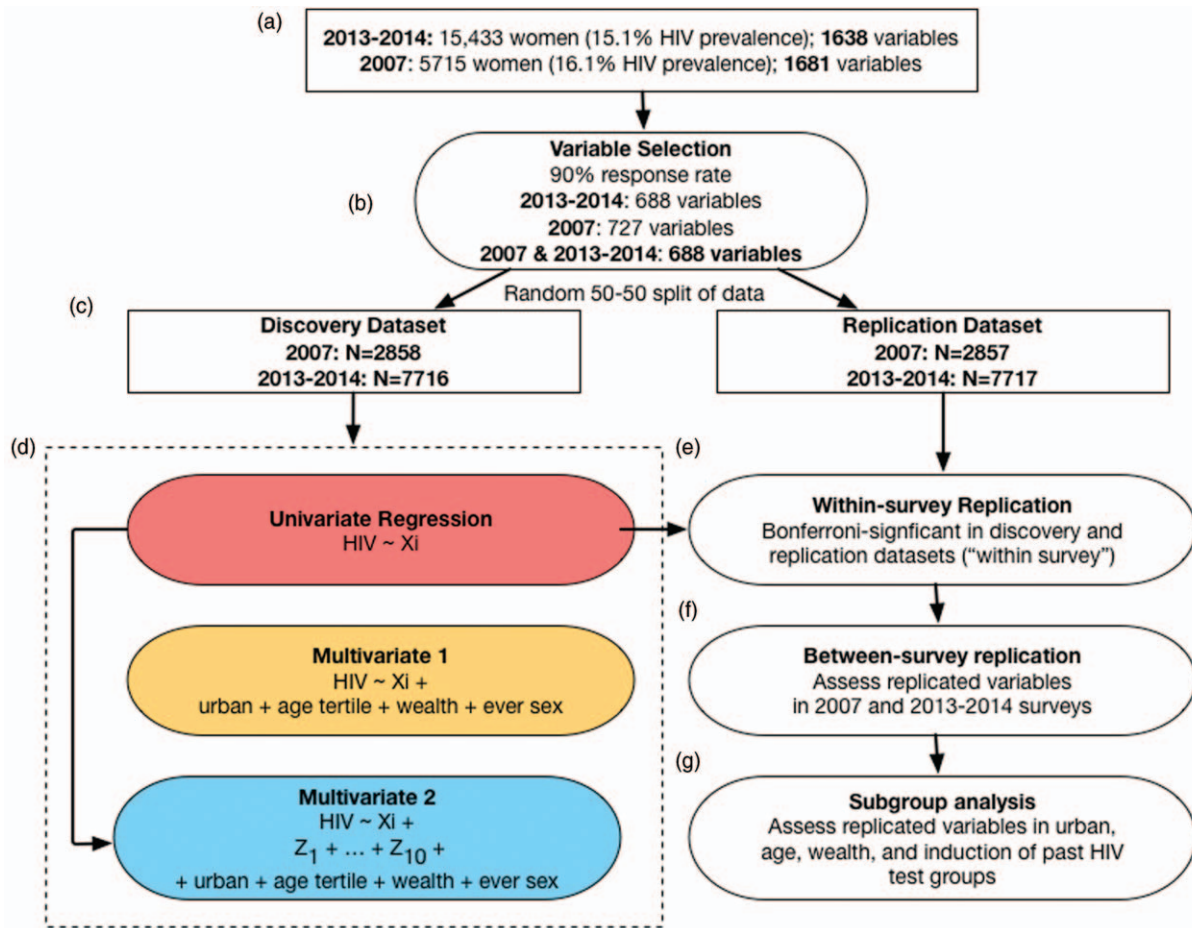 (a)
2013-2014: 15,433 women (15.1% HIV prevalence); 1638 variables
2007: 5715 women (16.1% HIV prevalence); 1681 variables
(b)
Variable Selection
90% response rate
2013-2014: 688 variables
2007: 727 variables
2007 & 2013-2014: 688 variables
Random 50-50 split of data
(c)
Discovery Dataset
2007: N=2858
2013-2014: N=7716
Replication Dataset
2007: N=2857
2013-2014: N=7717
(d)
Univariate Regression
HIV ~ Xi
Multivariate 1
HIV ~ Xi +
urban + age tertile + wealth + ever sex
Multivariate 2
HIV ~ Xi +
Z1 + ... + Z10 +
+ urban + age tertile + wealth + ever sex
(e)
Within-survey Replication
Bonferroni-signficant in discovery and
replication datasets (“within survey”)
(f)
Between-survey replication
Assess replicated variables
in 2007 and 2013-2014 surveys
(g)
Subgroup analysis
Assess replicated variables in urban,
age, wealth, and induction of past HIV
test groups